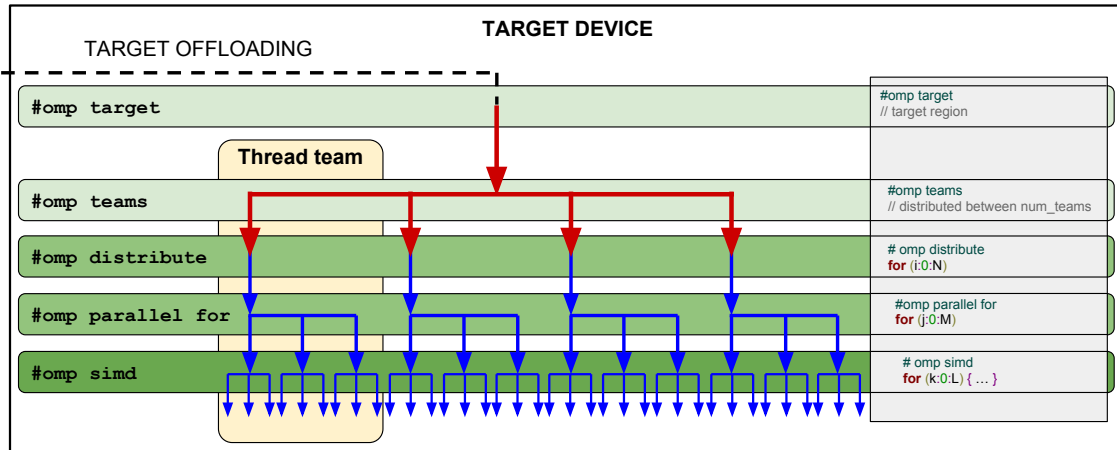 TARGET DEVICE
TARGET OFFLOADING
#omp target
#omp target
// target region
Thread team
#omp teams
#omp teams
// distributed between num_teams
#omp distribute
# omp distribute
for (i:0:N)
#omp parallel for
#omp parallel for
for (j:0:M)
#omp simd
# omp simd
for (k:0:L) { ... }